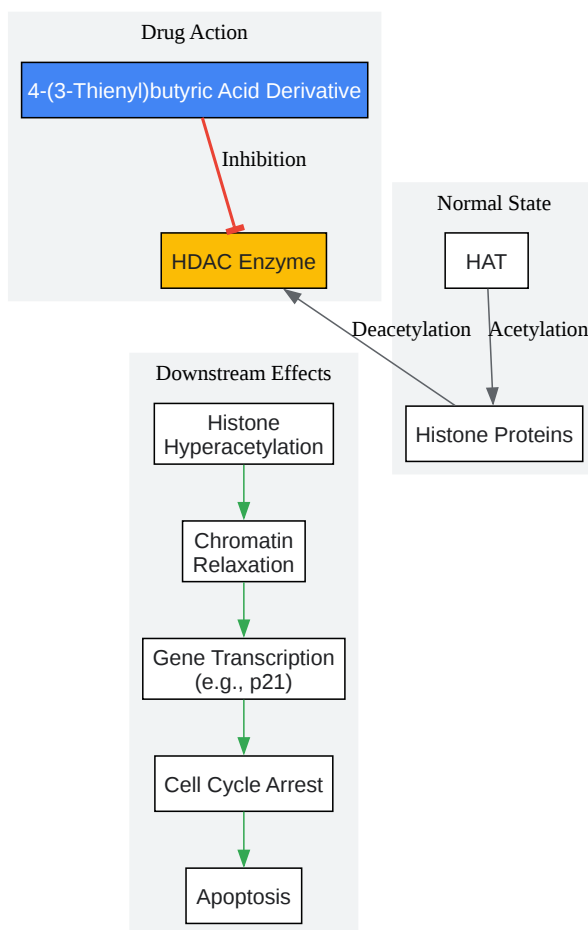 Drug Action
4-(3-Thienyl)butyric Acid Derivative
Inhibition
Normal State
HDAC Enzyme
HAT
Deacetylation
Acetylation
Downstream Effects
Histone
Hyperacetylation
Histone Proteins
Chromatin
Relaxation
Gene Transcription
(e.g., p21)
Cell Cycle Arrest
Apoptosis